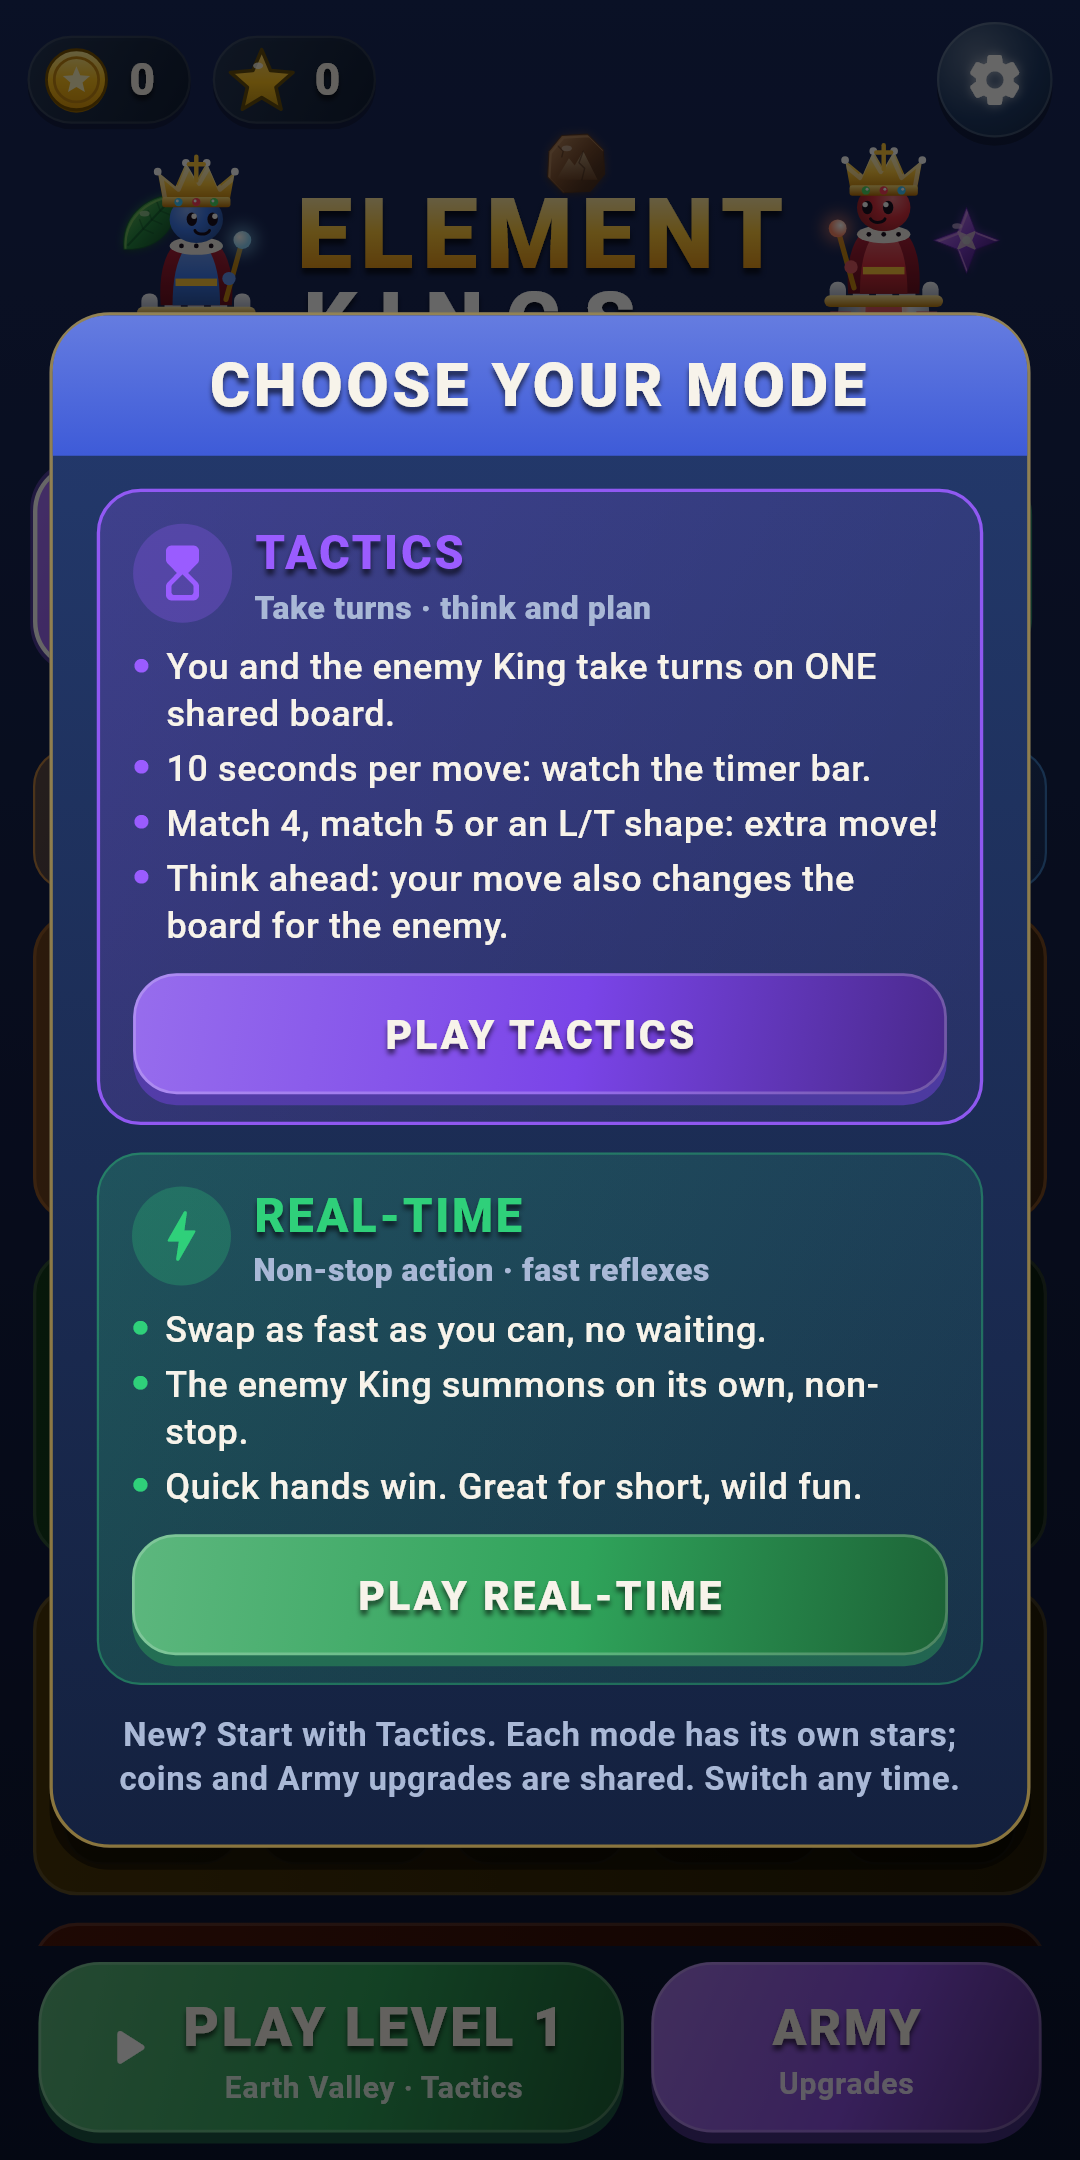 0
0
ELEMENT
KINGS
CHOOSE YOUR MODE
TACTICS
Take turns · think and plan
• You and the enemy King take turns on ONE
shared board.
• 10 seconds per move: watch the timer bar.
• Match 4, match 5 or an L/T shape: extra move!
• Think ahead: your move also changes the
board for the enemy.
PLAY TACTICS
REAL-TIME
Non-stop action · fast reflexes
• Swap as fast as you can, no waiting.
• The enemy King summons on its own, non-
stop.
• Quick hands win. Great for short, wild fun.
PLAY REAL-TIME
New? Start with Tactics. Each mode has its own stars;
coins and Army upgrades are shared. Switch any time.
PLAY LEVEL 1
Earth Valley · Tactics
ARMY
Upgrades